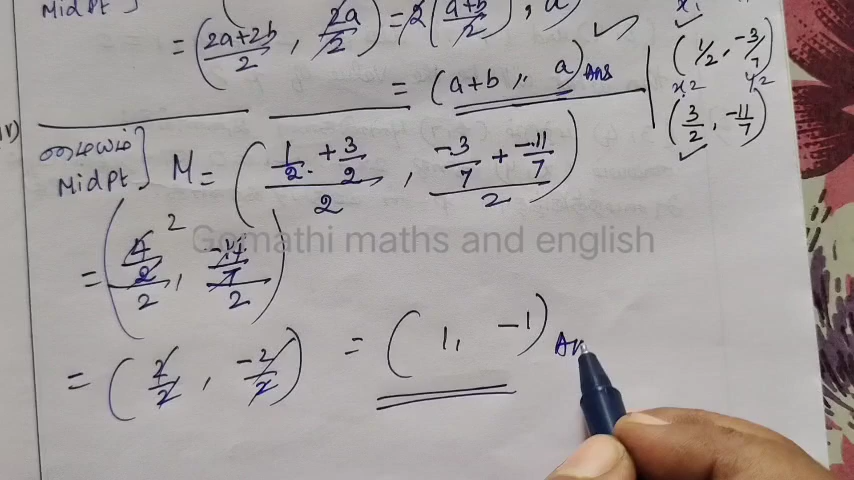 Midpt]
= (2a+2b/2, 2a/2) = 2(a+b/2), a)
= (a+b, a) Ans
x1
(1/2, -3/7)
x2 y2
(3/2, -11/7)
iv)
Midpt] M = (1/2 + 3/2 / 2, -3/7 + -11/7 / 2)
= (4/2 / 2, -14/7 / 2)
2
Gomathi maths and english
= (2/2, -2/2) = (1, -1) An